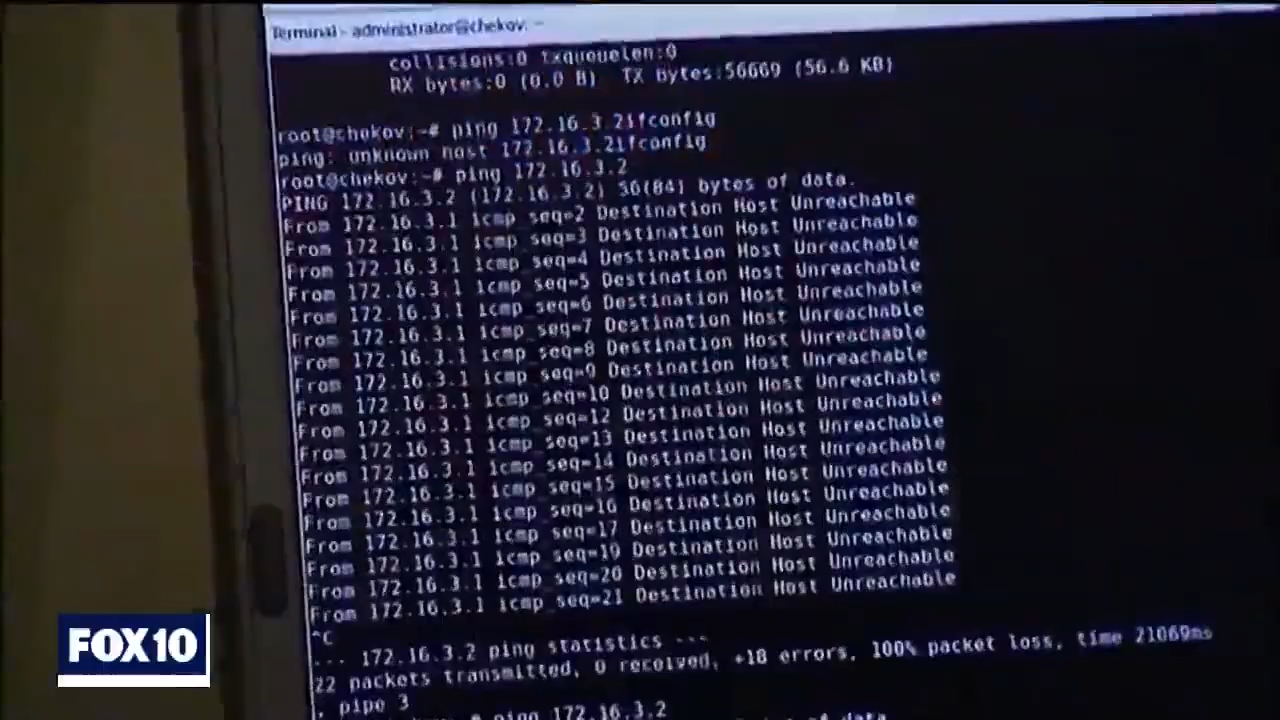 Terminal - administrator@chekov: ~
collisions:0 txqueuelen:0
RX bytes:0 (0.0 B) TX bytes:56669 (56.6 KB)
root@chekov:~# ping 172.16.3.2ifconfig
ping: unknown host 172.16.3.2ifconfig
root@chekov:~# ping 172.16.3.2
PING 172.16.3.2 (172.16.3.2) 56(84) bytes of data.
From 172.16.3.1 icmp_seq=2 Destination Host Unreachable
From 172.16.3.1 icmp_seq=3 Destination Host Unreachable
From 172.16.3.1 icmp_seq=4 Destination Host Unreachable
From 172.16.3.1 icmp_seq=5 Destination Host Unreachable
From 172.16.3.1 icmp_seq=6 Destination Host Unreachable
From 172.16.3.1 icmp_seq=7 Destination Host Unreachable
From 172.16.3.1 icmp_seq=8 Destination Host Unreachable
From 172.16.3.1 icmp_seq=9 Destination Host Unreachable
From 172.16.3.1 icmp_seq=10 Destination Host Unreachable
From 172.16.3.1 icmp_seq=12 Destination Host Unreachable
From 172.16.3.1 icmp_seq=13 Destination Host Unreachable
From 172.16.3.1 icmp_seq=14 Destination Host Unreachable
From 172.16.3.1 icmp_seq=15 Destination Host Unreachable
From 172.16.3.1 icmp_seq=16 Destination Host Unreachable
From 172.16.3.1 icmp_seq=17 Destination Host Unreachable
From 172.16.3.1 icmp_seq=19 Destination Host Unreachable
From 172.16.3.1 icmp_seq=20 Destination Host Unreachable
From 172.16.3.1 icmp_seq=21 Destination Host Unreachable
^C
--- 172.16.3.2 ping statistics ---
22 packets transmitted, 0 received, +18 errors, 100% packet loss, time 21069ms
, pipe 3
# ping 172.16.3.2
of data
FOX 10